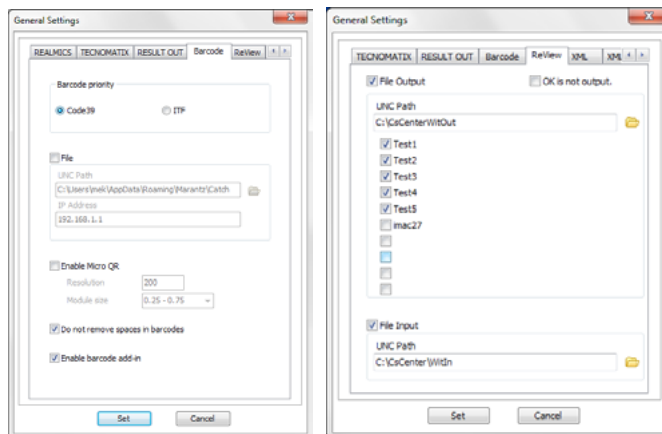 General Settings
REALMICS TECNOMATIX RESULT OUT Barcode ReView
Barcode priority
Code39 ITF
File
UNC Path
C:\Users\nek\AppData\Roaming\Marantz\Catch
IP Address
192.168.1.1
Enable Micro QR
Resolution 200
Module size 0.25 - 0.75
Do not remove spaces in barcodes
Enable barcode add-in
Set Cancel
General Settings
TECNOMATIX RESULT OUT Barcode ReView XML XML
File Output OK is not output.
UNC Path
C:\CsCenterWitOut
Test1
Test2
Test3
Test4
Test5
imac27
File Input
UNC Path
C:\CsCenter\WitIn
Set Cancel